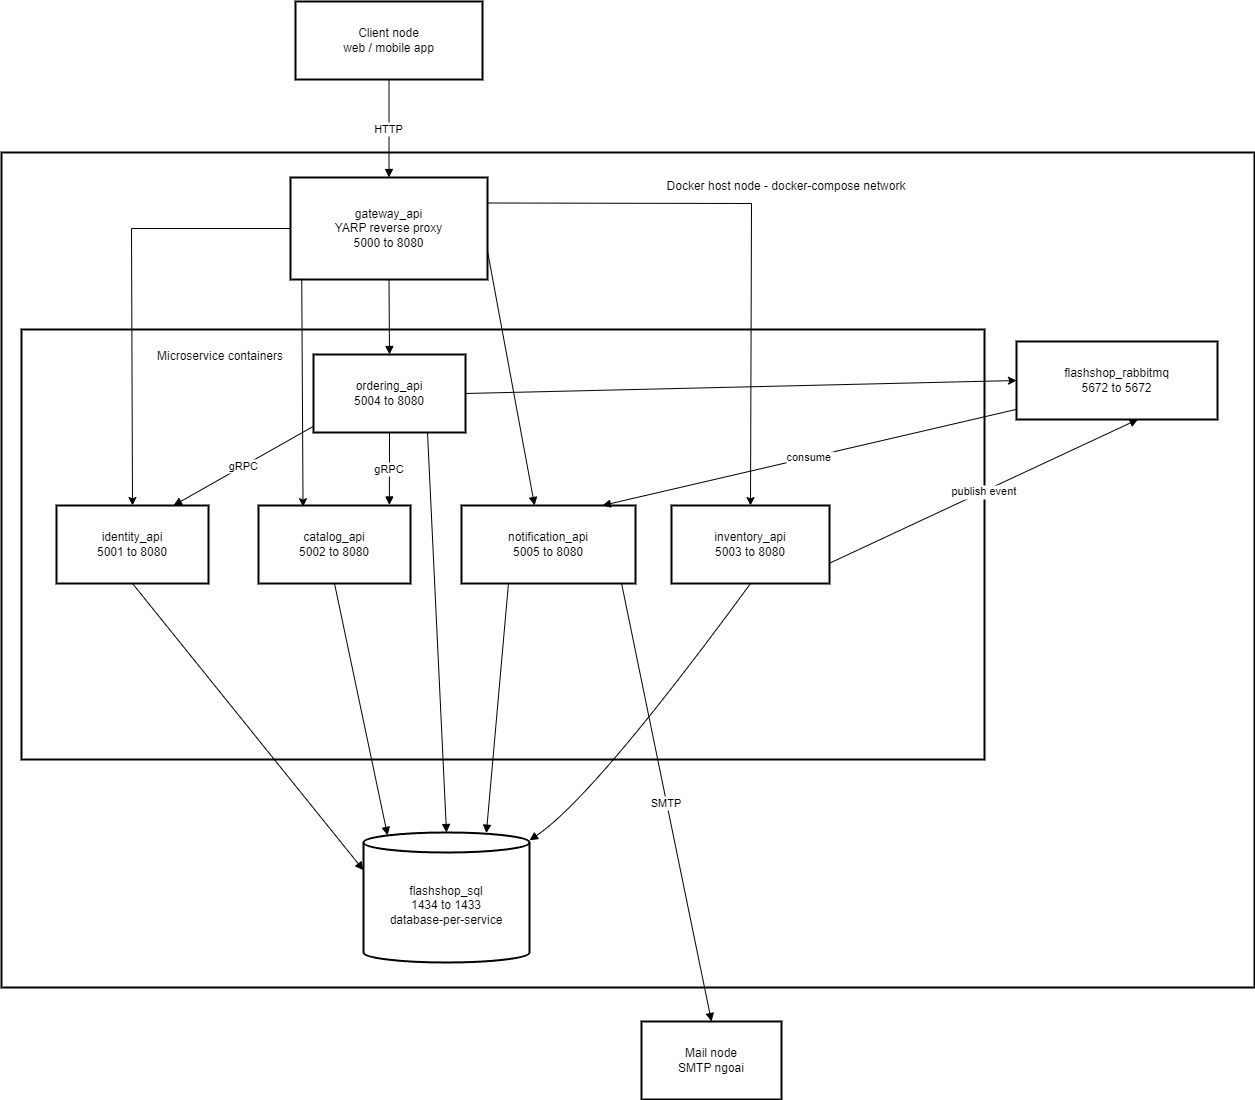 Client node
web / mobile app
HTTP
Docker host node - docker-compose network
gateway_api
YARP reverse proxy
5000 to 8080
Microservice containers
ordering_api
5004 to 8080
flashshop_rabbitmq
5672 to 5672
gRPC
gRPC
consume
publish event
identity_api
5001 to 8080
catalog_api
5002 to 8080
notification_api
5005 to 8080
inventory_api
5003 to 8080
SMTP
flashshop_sql
1434 to 1433
database-per-service
Mail node
SMTP ngoai